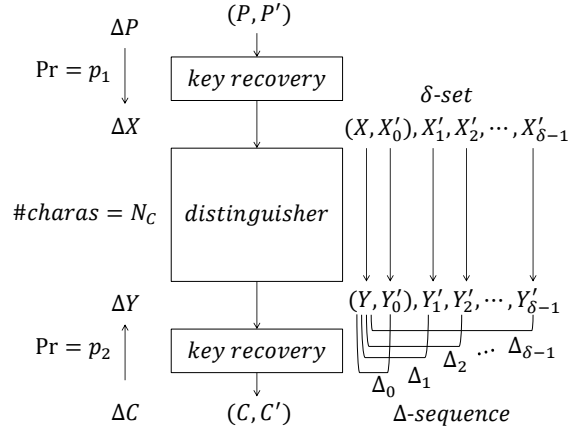 ΔP
(P, P′)
Pr = p₁
key recovery
ΔX
δ-set
(X, X′₀), X′₁, X′₂, ⋯, X′δ₋₁
#charas = N_C
distinguisher
ΔY
(Y, Y′₀), Y′₁, Y′₂, ⋯, Y′δ₋₁
Pr = p₂
key recovery
Δ₀ Δ₁ Δ₂ ⋯ Δδ₋₁
ΔC
(C, C′)
Δ-sequence